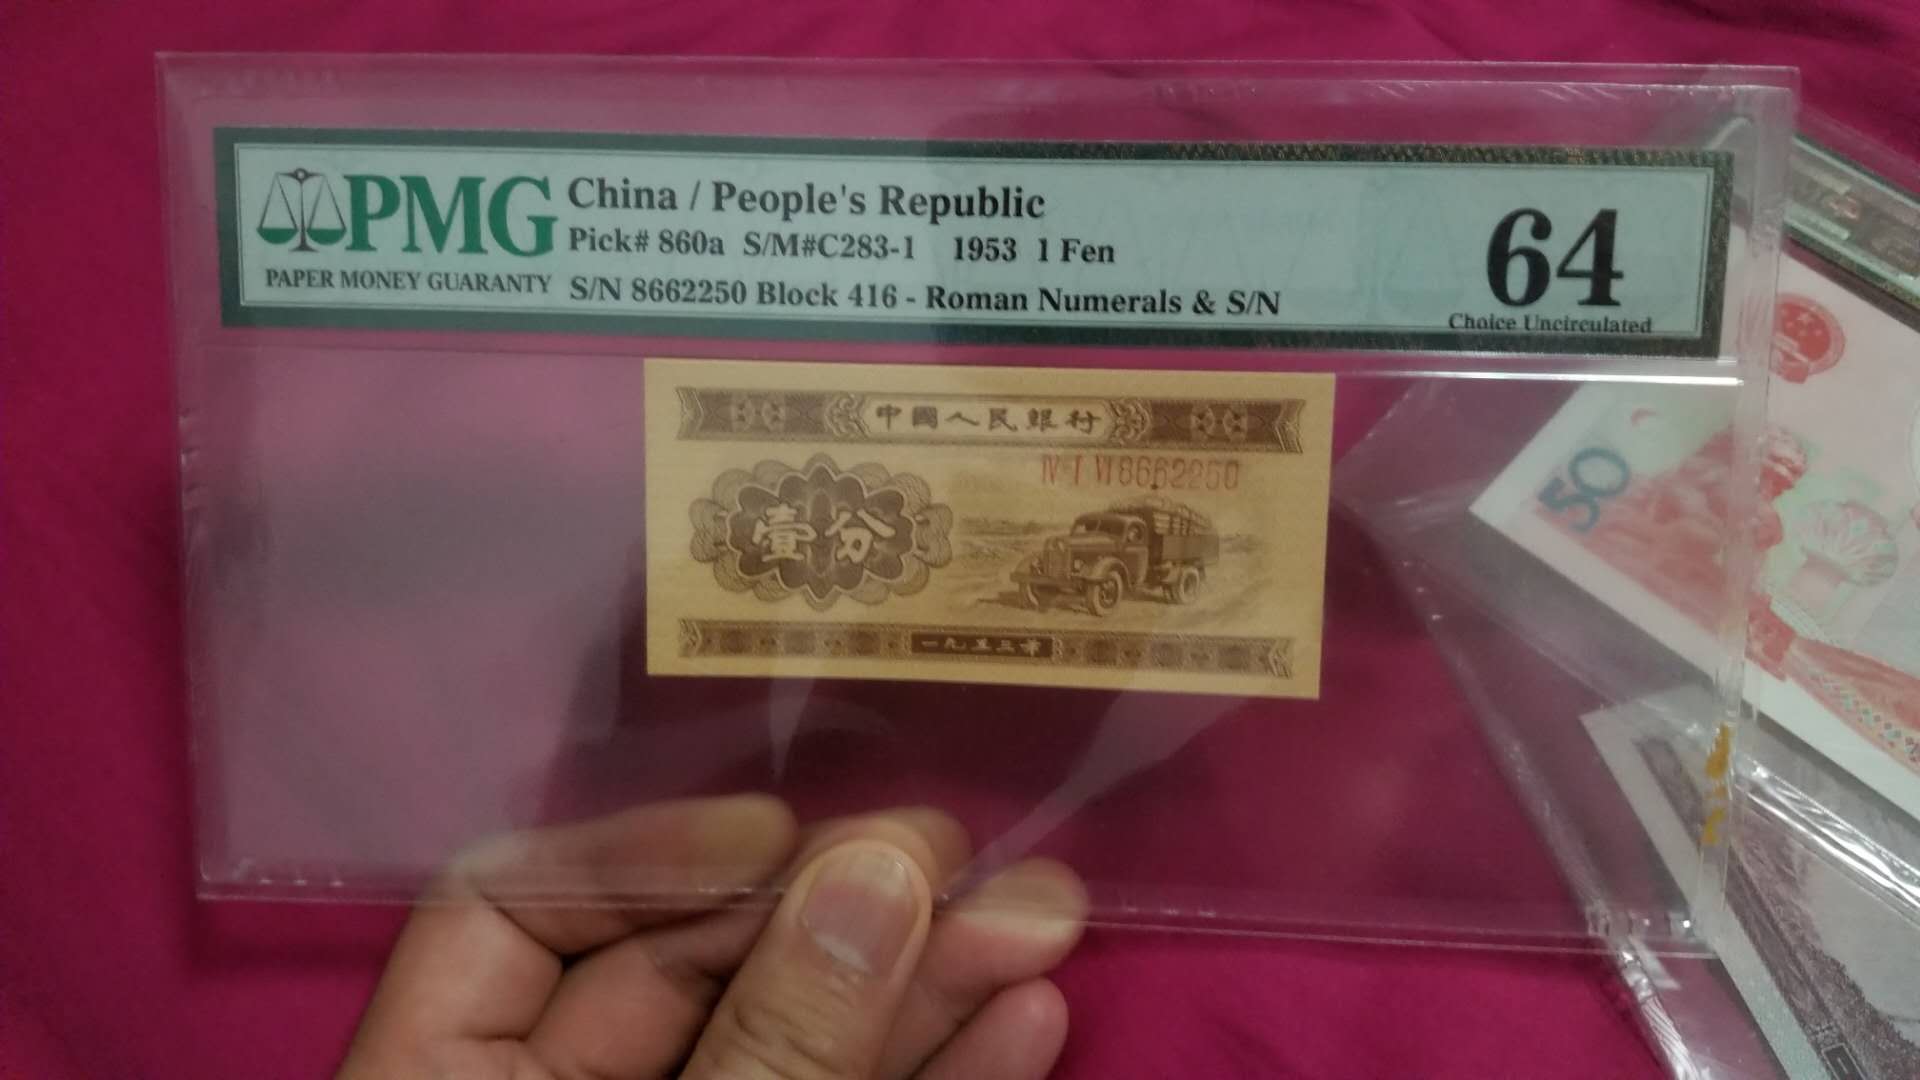 PMG
PAPER MONEY GUARANTY
China / People's Republic
Pick# 860a S/M#C283-1 1953 1 Fen
S/N 8662250 Block 416 - Roman Numerals & S/N
64
Choice Uncirculated
中國人民銀行
Ⅳ Ⅰ Ⅵ 8662250
壹分
一九五三年
50